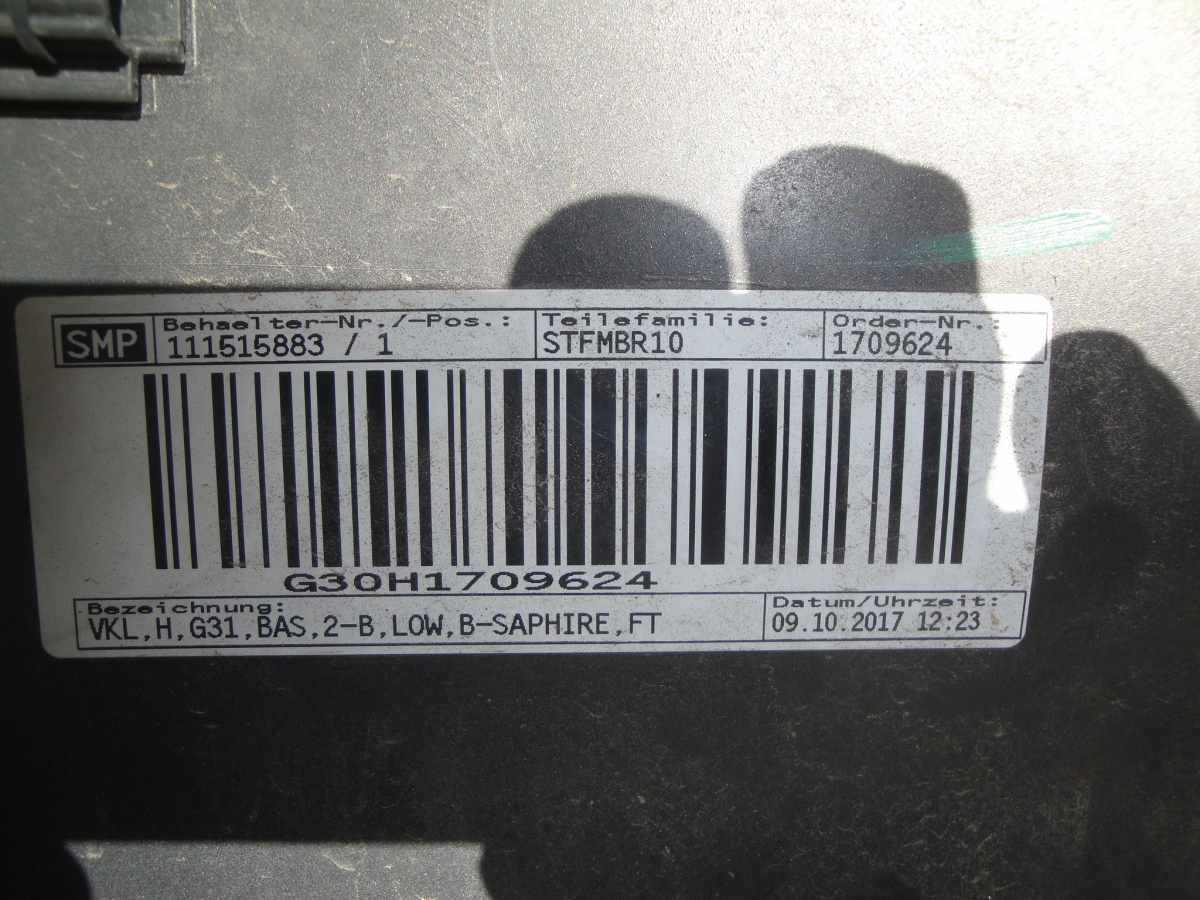 SMP
Behaelter-Nr./-Pos.:
111515883 / 1
Teilefamilie:
STFMBR10
Order-Nr.:
1709624
G30H1709624
Bezeichnung:
VKL,H,G31,BAS,2-B,LOW,B-SAPHIRE,FT
Datum/Uhrzeit:
09.10.2017 12:23